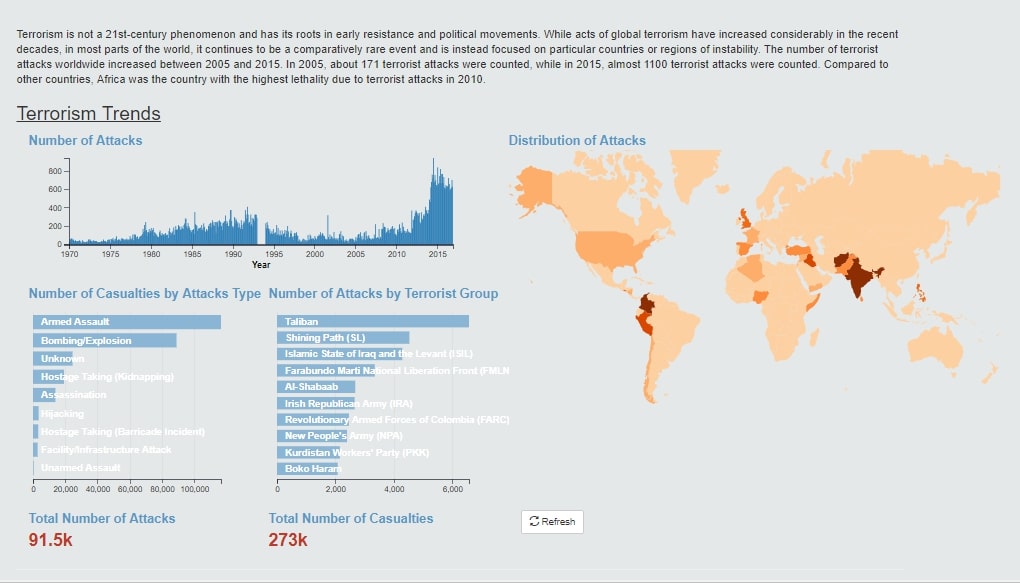 Terrorism is not a 21st-century phenomenon and has its roots in early resistance and political movements. While acts of global terrorism have increased considerably in the recent
decades, in most parts of the world, it continues to be a comparatively rare event and is instead focused on particular countries or regions of instability. The number of terrorist
attacks worldwide increased between 2005 and 2015. In 2005, about 171 terrorist attacks were counted, while in 2015, almost 1100 terrorist attacks were counted. Compared to
other countries, Africa was the country with the highest lethality due to terrorist attacks in 2010.
Terrorism Trends
Number of Attacks
800
600
400
200
0
1970 1975 1980 1985 1990 1995 2000 2005 2010 2015
Year
Distribution of Attacks
Number of Casualties by Attacks Type
Armed Assault
Bombing/Explosion
Unknown
Hostage Taking (Kidnapping)
Assassination
Hijacking
Hostage Taking (Barricade Incident)
Facility/Infrastructure Attack
Unarmed Assault
0 20,000 40,000 60,000 80,000 100,000
Number of Attacks by Terrorist Group
Taliban
Shining Path (SL)
Islamic State of Iraq and the Levant (ISIL)
Farabundo Marti National Liberation Front (FMLN
Al-Shabaab
Irish Republican Army (IRA)
Revolutionary Armed Forces of Colombia (FARC)
New People's Army (NPA)
Kurdistan Workers' Party (PKK)
Boko Haram
0 2,000 4,000 6,000
Total Number of Attacks
91.5k
Total Number of Casualties
273k
Refresh